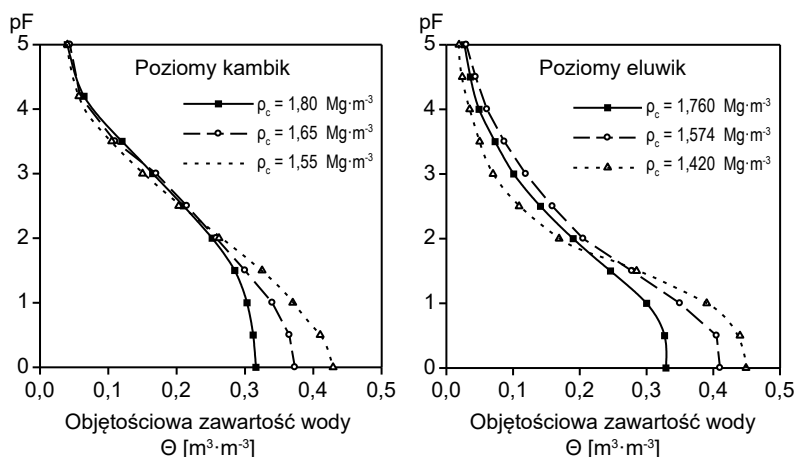 pF
5
4
3
2
1
0
0,0
0,1
0,2
0,3
0,4
0,5
Poziomy kambik
ρc = 1,80 Mg·m-³
ρc = 1,65 Mg·m-³
ρc = 1,55 Mg·m-³
Objętościowa zawartość wody
Θ [m³·m-³]
pF
5
4
3
2
1
0
0,0
0,1
0,2
0,3
0,4
0,5
Poziomy eluwik
ρc = 1,760 Mg·m-³
ρc = 1,574 Mg·m-³
ρc = 1,420 Mg·m-³
Objętościowa zawartość wody
Θ [m³·m-³]